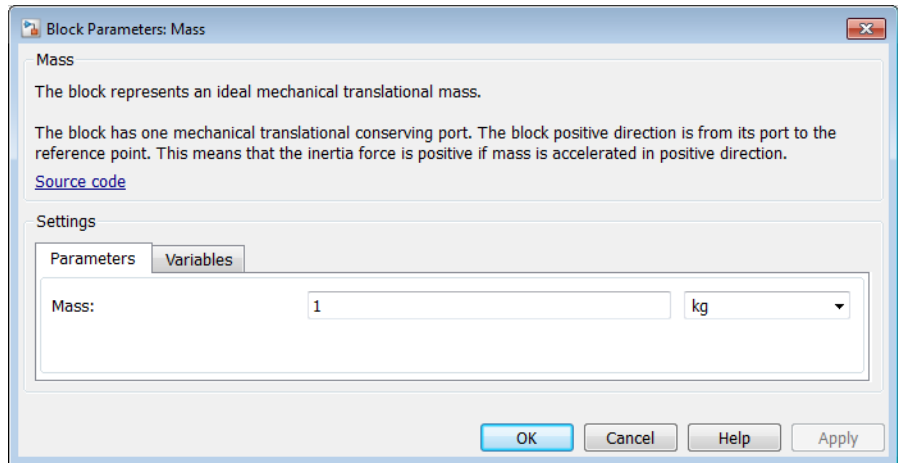 Block Parameters: Mass
Mass
The block represents an ideal mechanical translational mass.
The block has one mechanical translational conserving port. The block positive direction is from its port to the
reference point. This means that the inertia force is positive if mass is accelerated in positive direction.
Source code
Settings
Parameters Variables
Mass: 1 kg
OK Cancel Help Apply